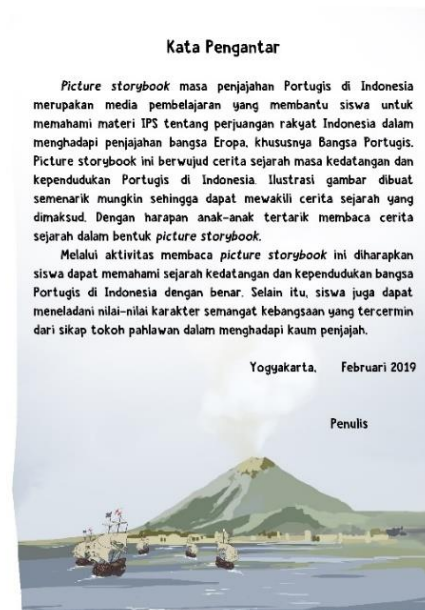 Kata Pengantar
Picture storybook masa penjajahan Portugis di Indonesia
merupakan media pembelajaran yang membantu siswa untuk
memahami materi IPS tentang perjuangan rakyat Indonesia dalam
menghadapi penjajahan bangsa Eropa, khususnya Bangsa Portugis.
Picture storybook ini berwujud cerita sejarah masa kedatangan dan
kependudukan Portugis di Indonesia. Ilustrasi gambar dibuat
semenarik mungkin sehingga dapat mewakili cerita sejarah yang
dimaksud. Dengan harapan anak-anak tertarik membaca cerita
sejarah dalam bentuk picture storybook.
Melalui aktivitas membaca picture storybook ini diharapkan
siswa dapat memahami sejarah kedatangan dan kependudukan bangsa
Portugis di Indonesia dengan benar. Selain itu, siswa juga dapat
meneladani nilai-nilai karakter semangat kebangsaan yang tercermin
dari sikap tokoh pahlawan dalam menghadapi kaum penjajah.
Yogyakarta, Februari 2019
Penulis